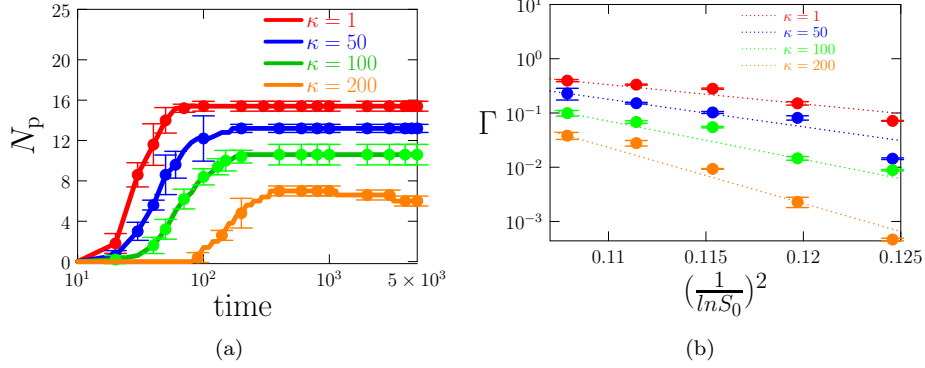 25
20
16
12
8
4
0
N_p
κ = 1
κ = 50
κ = 100
κ = 200
10^1
10^2
10^3
5 × 10^3
time
(a)
10^0
10^-1
10^-2
10^-3
Γ
κ = 1
κ = 50
κ = 100
κ = 200
0.11
0.115
0.12
0.125
(1/lnS_0)^2
(b)